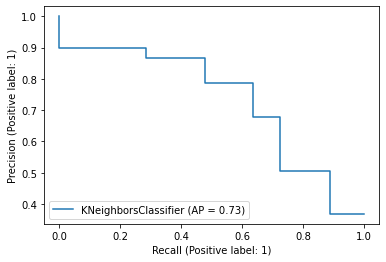 1.0
0.9
0.8
0.7
0.6
0.5
0.4
Precision (Positive label: 1)
KNeighborsClassifier (AP = 0.73)
0.0 0.2 0.4 0.6 0.8 1.0
Recall (Positive label: 1)